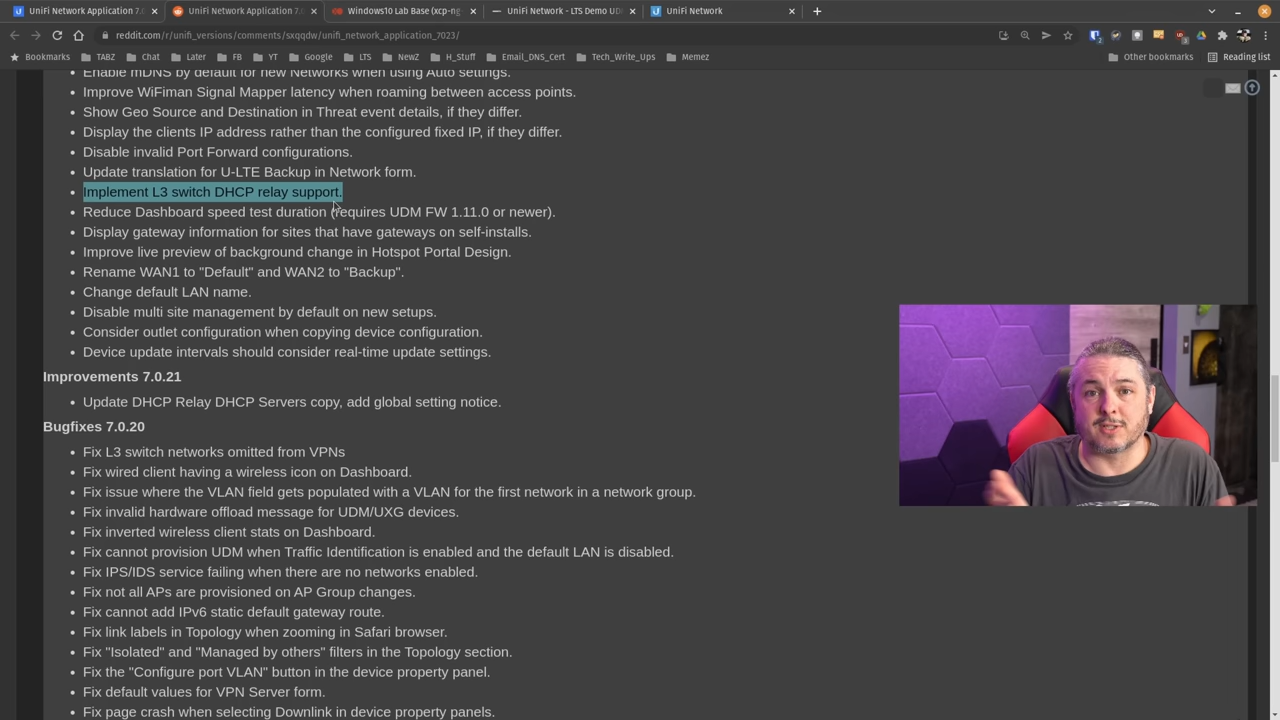 UniFi Network Application 7.0
UniFi Network Application 7.
Windows10 Lab Base (xcp-ng
UniFi Network - LTS Demo UD
UniFi Network
reddit.com/r/unifi_versions/comments/sxqqdw/unifi_network_application_7023/
Bookmarks TABZ Chat Later FB YT Google LTS NewZ H_Stuff Email_DNS_Cert Tech_Write_Ups Memez Other bookmarks Reading list
Enable mDNS by default for new Networks when using Auto settings.
Improve WiFiman Signal Mapper latency when roaming between access points.
Show Geo Source and Destination in Threat event details, if they differ.
Display the clients IP address rather than the configured fixed IP, if they differ.
Disable invalid Port Forward configurations.
Update translation for U-LTE Backup in Network form.
Implement L3 switch DHCP relay support.
Reduce Dashboard speed test duration (requires UDM FW 1.11.0 or newer).
Display gateway information for sites that have gateways on self-installs.
Improve live preview of background change in Hotspot Portal Design.
Rename WAN1 to "Default" and WAN2 to "Backup".
Change default LAN name.
Disable multi site management by default on new setups.
Consider outlet configuration when copying device configuration.
Device update intervals should consider real-time update settings.
Improvements 7.0.21
Update DHCP Relay DHCP Servers copy, add global setting notice.
Bugfixes 7.0.20
Fix L3 switch networks omitted from VPNs
Fix wired client having a wireless icon on Dashboard.
Fix issue where the VLAN field gets populated with a VLAN for the first network in a network group.
Fix invalid hardware offload message for UDM/UXG devices.
Fix inverted wireless client stats on Dashboard.
Fix cannot provision UDM when Traffic Identification is enabled and the default LAN is disabled.
Fix IPS/IDS service failing when there are no networks enabled.
Fix not all APs are provisioned on AP Group changes.
Fix cannot add IPv6 static default gateway route.
Fix link labels in Topology when zooming in Safari browser.
Fix "Isolated" and "Managed by others" filters in the Topology section.
Fix the "Configure port VLAN" button in the device property panel.
Fix default values for VPN Server form.
Fix page crash when selecting Downlink in device property panels.